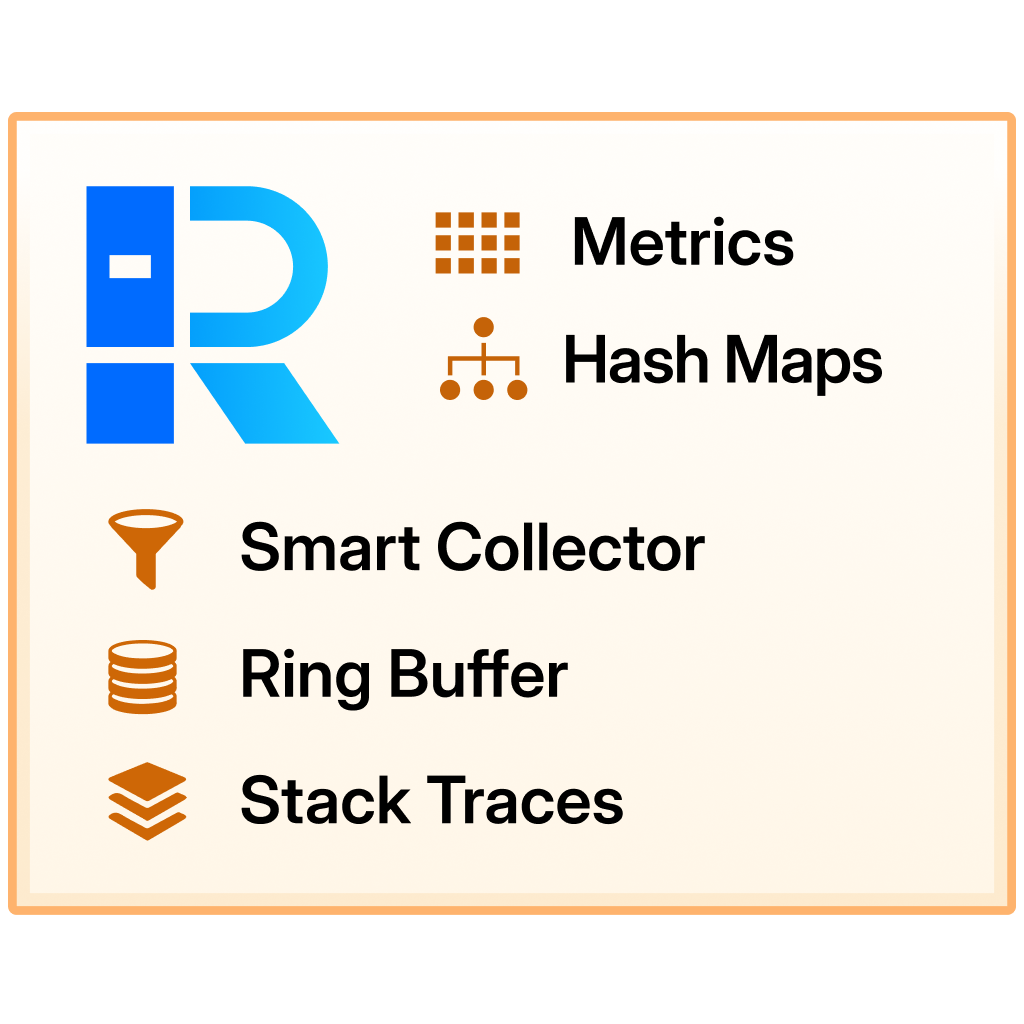 R
Metrics
Hash Maps
Smart Collector
Ring Buffer
Stack Traces